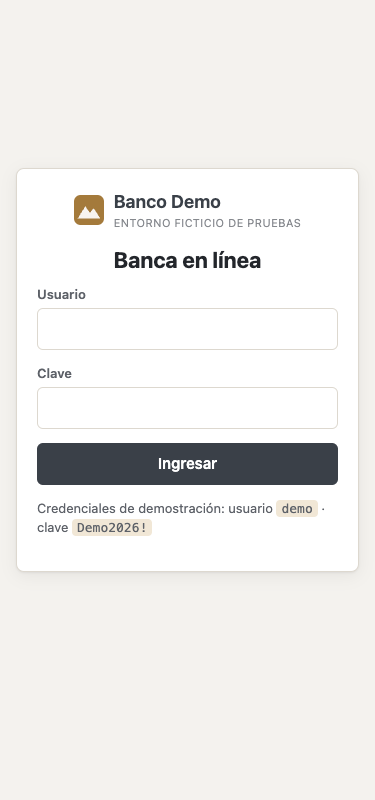 Banco Demo
ENTORNO FICTICIO DE PRUEBAS
Banca en línea
Usuario
Clave
Ingresar
Credenciales de demostración: usuario demo ·
clave Demo2026!